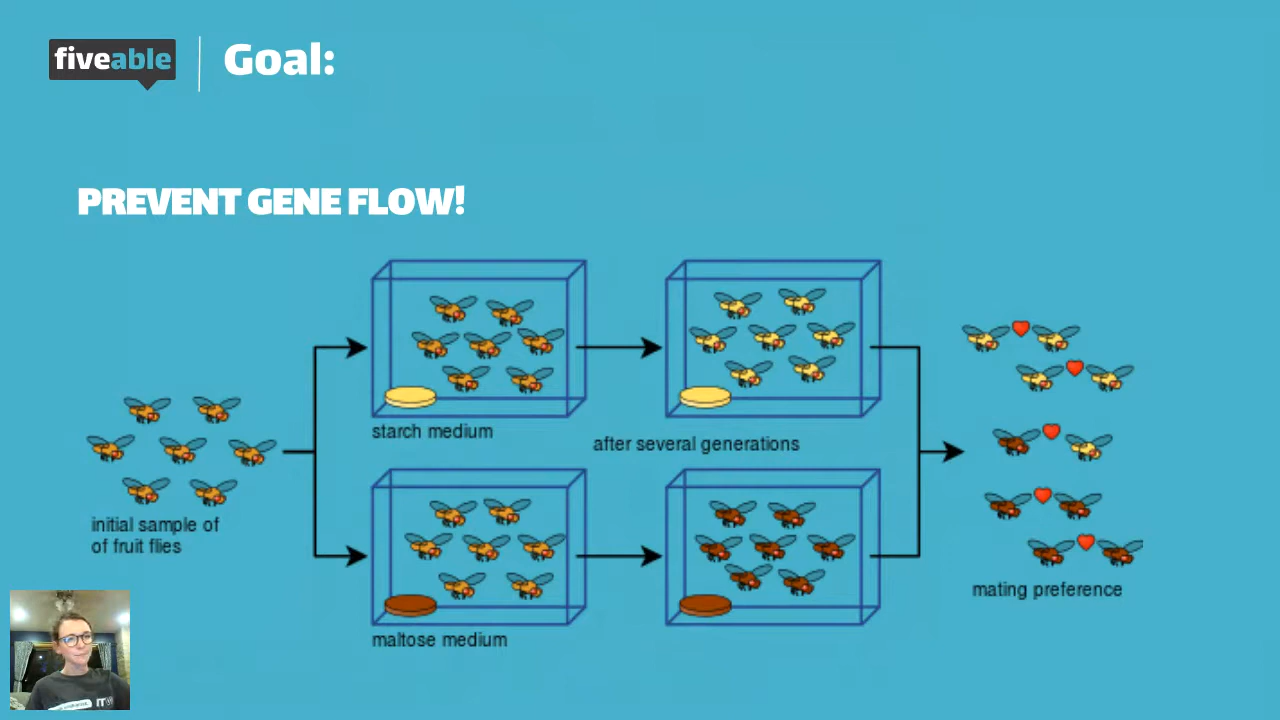 fiveable
Goal:
PREVENT GENE FLOW!
starch medium
after several generations
initial sample of
of fruit flies
maltose medium
mating preference